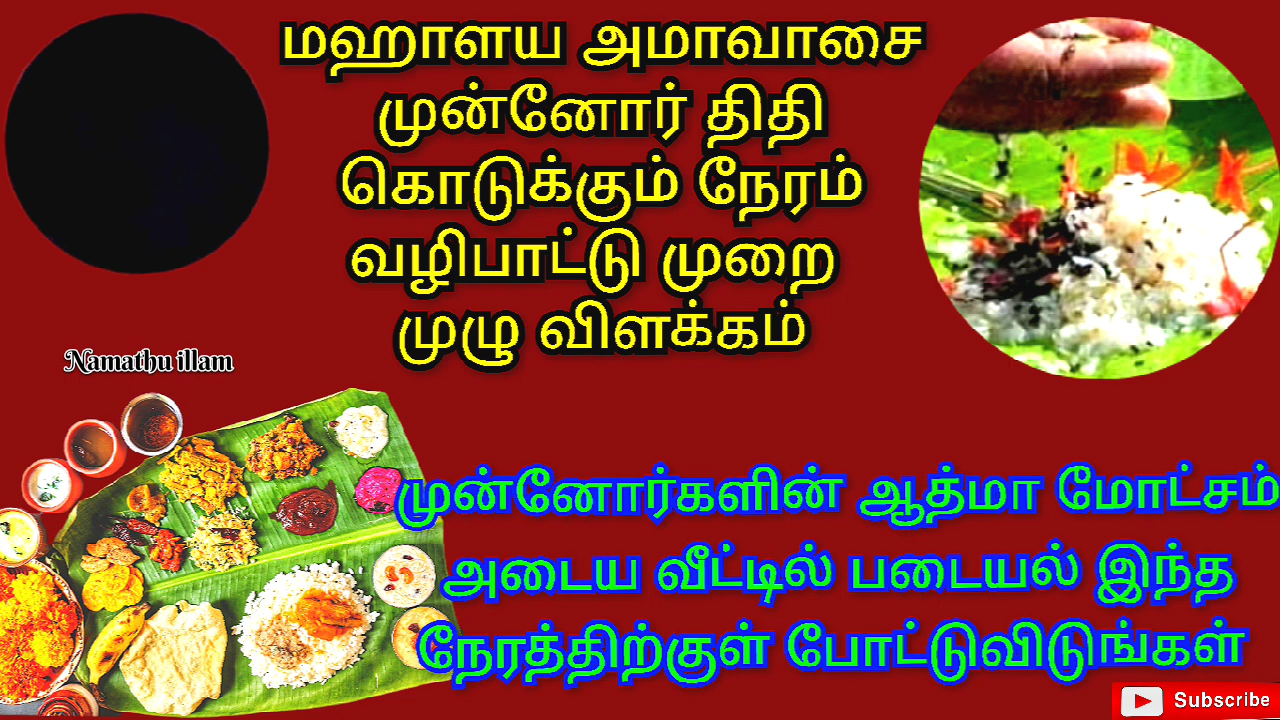 மஹாளய அமாவாசை
முன்னோர் திதி
கொடுக்கும் நேரம்
வழிபாட்டு முறை
முழு விளக்கம்
Namathu illam
முன்னோர்களின் ஆத்மா மோட்சம்
அடைய வீட்டில் படையல் இந்த
நேரத்திற்குள் போட்டுவிடுங்கள்
Subscribe